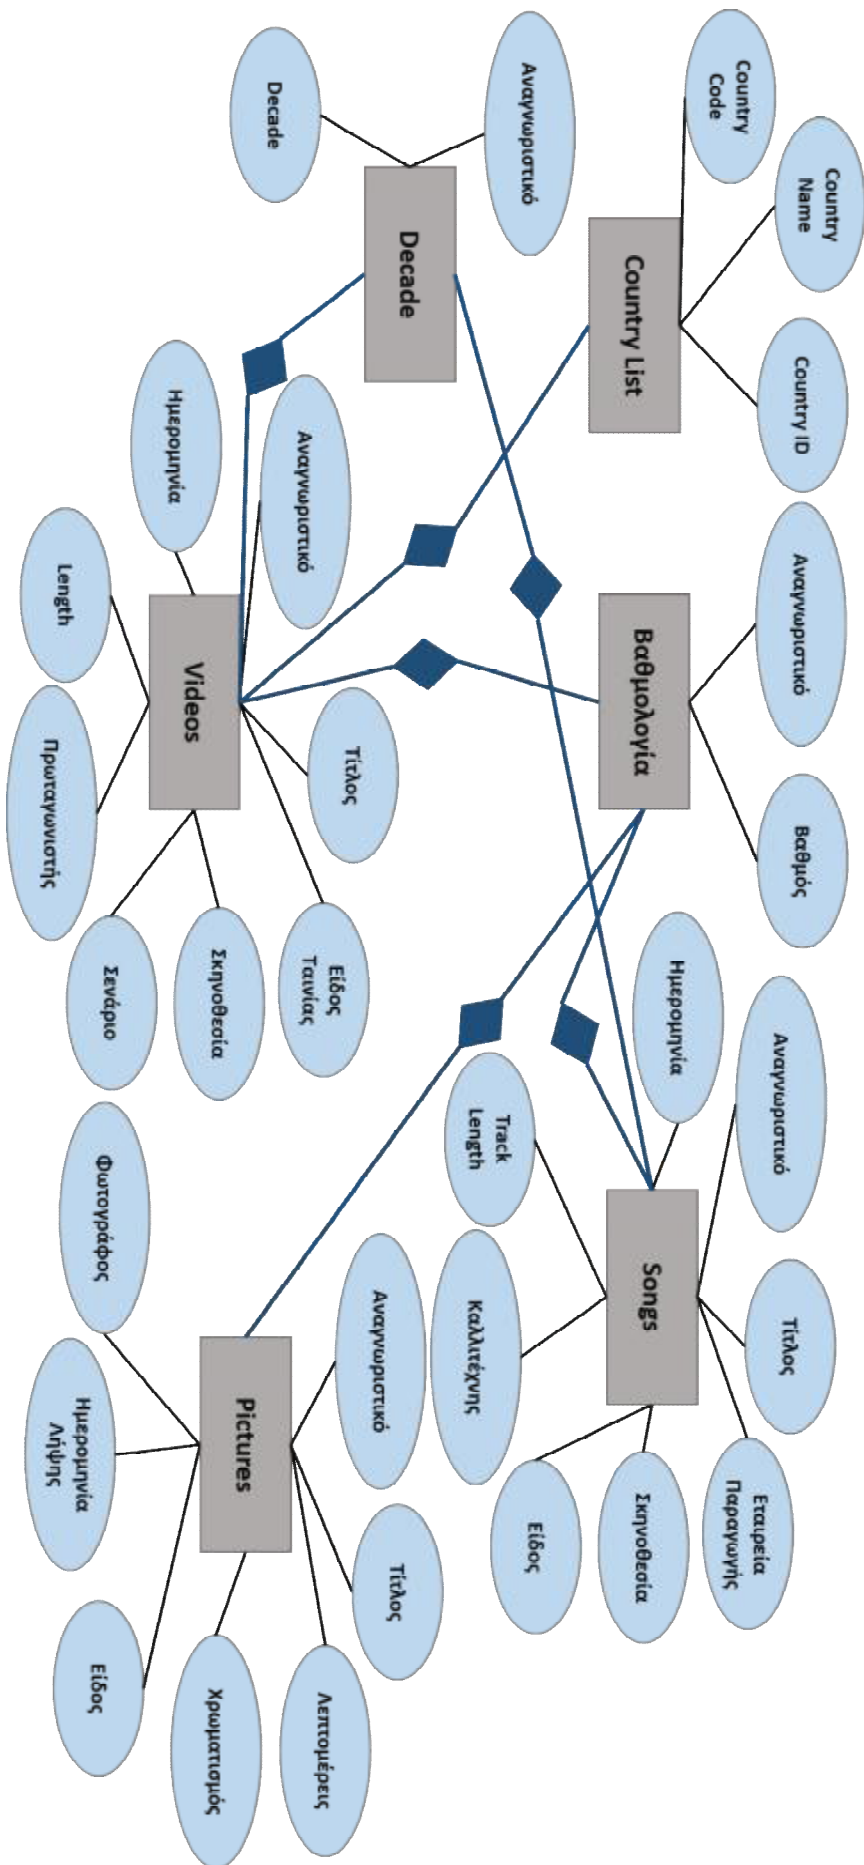 Country
Code
Country
Name
Country ID
Αναγνωριστικό
Βαθμός
Αναγνωριστικό
Τίτλος
Εταιρεία
Παραγωγής
Ημερομηνία
Country List
Βαθμολογία
Songs
Σκηνοθεσία
Αναγνωριστικό
Track
Length
Καλλιτέχνης
Είδος
Decade
Τίτλος
Αναγνωριστικό
Τίτλος
Decade
Αναγνωριστικό
Είδος
Ταινίας
Λεπτομέρεις
Ημερομηνία
Videos
Σκηνοθεσία
Pictures
Χρωματισμός
Length
Πρωταγωνιστής
Σενάριο
Φωτογράφος
Ημερομηνία
Λήψης
Είδος